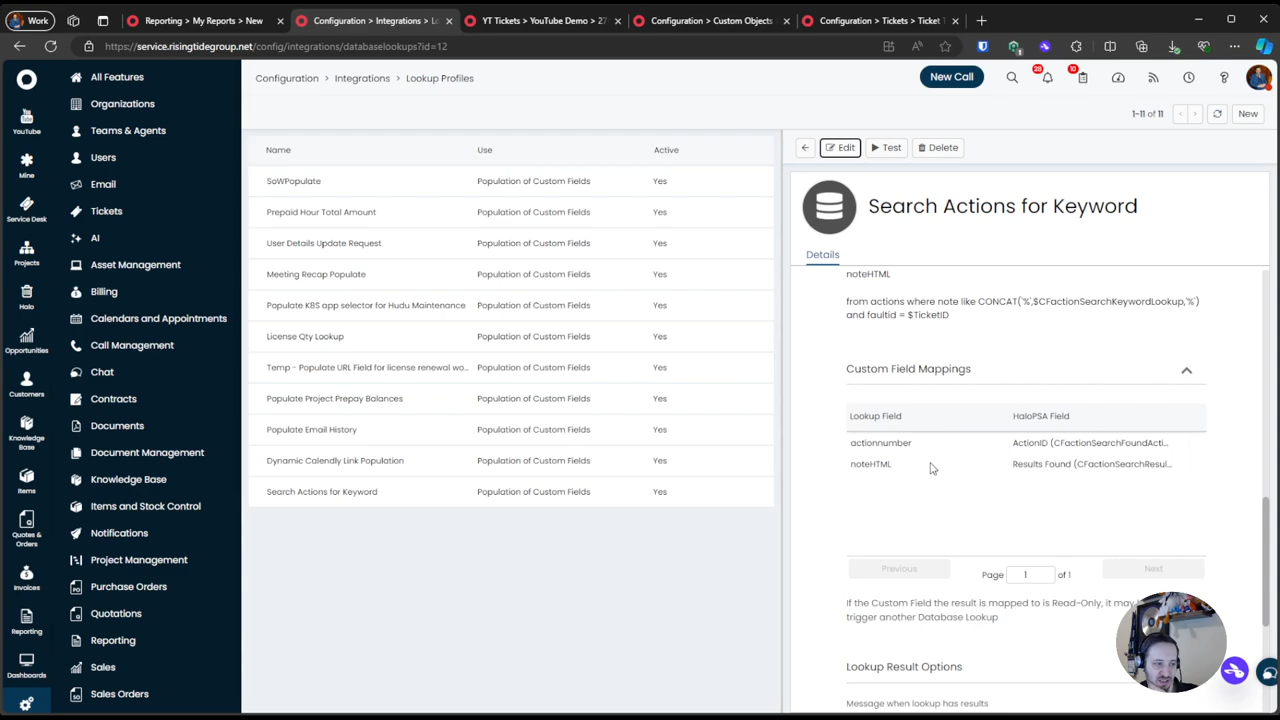 Work
Reporting > My Reports > New
Configuration > Integrations > Lo
YT Tickets > YouTube Demo > 27
Configuration > Custom Objects
Configuration > Tickets > Ticket T
https://service.risingtidegroup.net/config/integrations/databaselookups?id=12
YouTube
Mine
Service Desk
Projects
Halo
Opportunities
Customers
Knowledge Base
Items
Quotes & Orders
Invoices
Reporting
Dashboards
All Features
Organizations
Teams & Agents
Users
Email
Tickets
AI
Asset Management
Billing
Calendars and Appointments
Call Management
Chat
Contracts
Documents
Document Management
Knowledge Base
Items and Stock Control
Notifications
Project Management
Purchase Orders
Quotations
Reporting
Sales
Sales Orders
Configuration > Integrations > Lookup Profiles
New Call
28
10
1-11 of 11
New
Name Use Active
SoWPopulate Population of Custom Fields Yes
Prepaid Hour Total Amount Population of Custom Fields Yes
User Details Update Request Population of Custom Fields Yes
Meeting Recap Populate Population of Custom Fields Yes
Populate K8S app selector for Hudu Maintenance Population of Custom Fields Yes
License Qty Lookup Population of Custom Fields Yes
Temp - Populate URL Field for license renewal wo... Population of Custom Fields Yes
Populate Project Prepay Balances Population of Custom Fields Yes
Populate Email History Population of Custom Fields Yes
Dynamic Calendly Link Population Population of Custom Fields Yes
Search Actions for Keyword Population of Custom Fields Yes
Edit Test Delete
Search Actions for Keyword
Details
noteHTML
from actions where note like CONCAT('%',$CFactionSearchKeywordLookup,'%')
and faultid = $TicketID
Custom Field Mappings
Lookup Field HaloPSA Field
actionnumber ActionID (CFactionSearchFoundActi...
noteHTML Results Found (CFactionSearchResul...
Previous Page 1 of 1 Next
If the Custom Field the result is mapped to is Read-Only, it may
trigger another Database Lookup
Lookup Result Options
Message when lookup has results